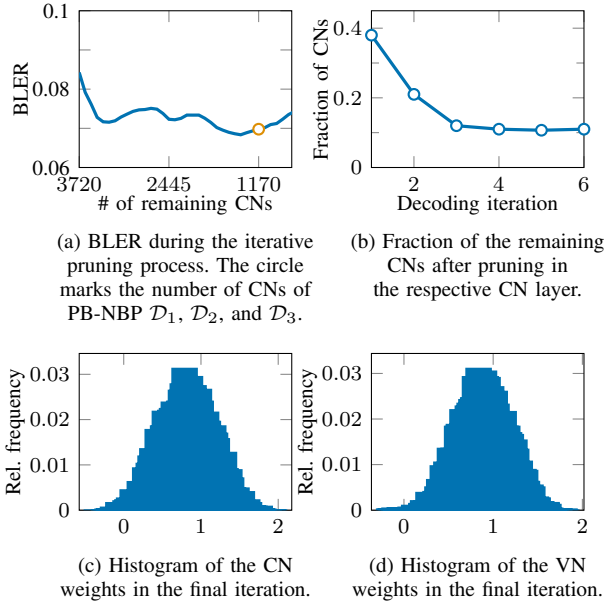 0.1
0.08
0.06
BLER
3720
2445
1170
# of remaining CNs
0.4
0.2
0
Fraction of CNs
2
4
6
Decoding iteration
(a) BLER during the iterative
pruning process. The circle
marks the number of CNs of
PB-NBP 𝒟₁, 𝒟₂, and 𝒟₃.
(b) Fraction of the remaining
CNs after pruning in
the respective CN layer.
0.03
0.02
0.01
0
Rel. frequency
0
1
2
0.03
0.02
0.01
0
Rel. frequency
0
1
2
(c) Histogram of the CN
weights in the final iteration.
(d) Histogram of the VN
weights in the final iteration.